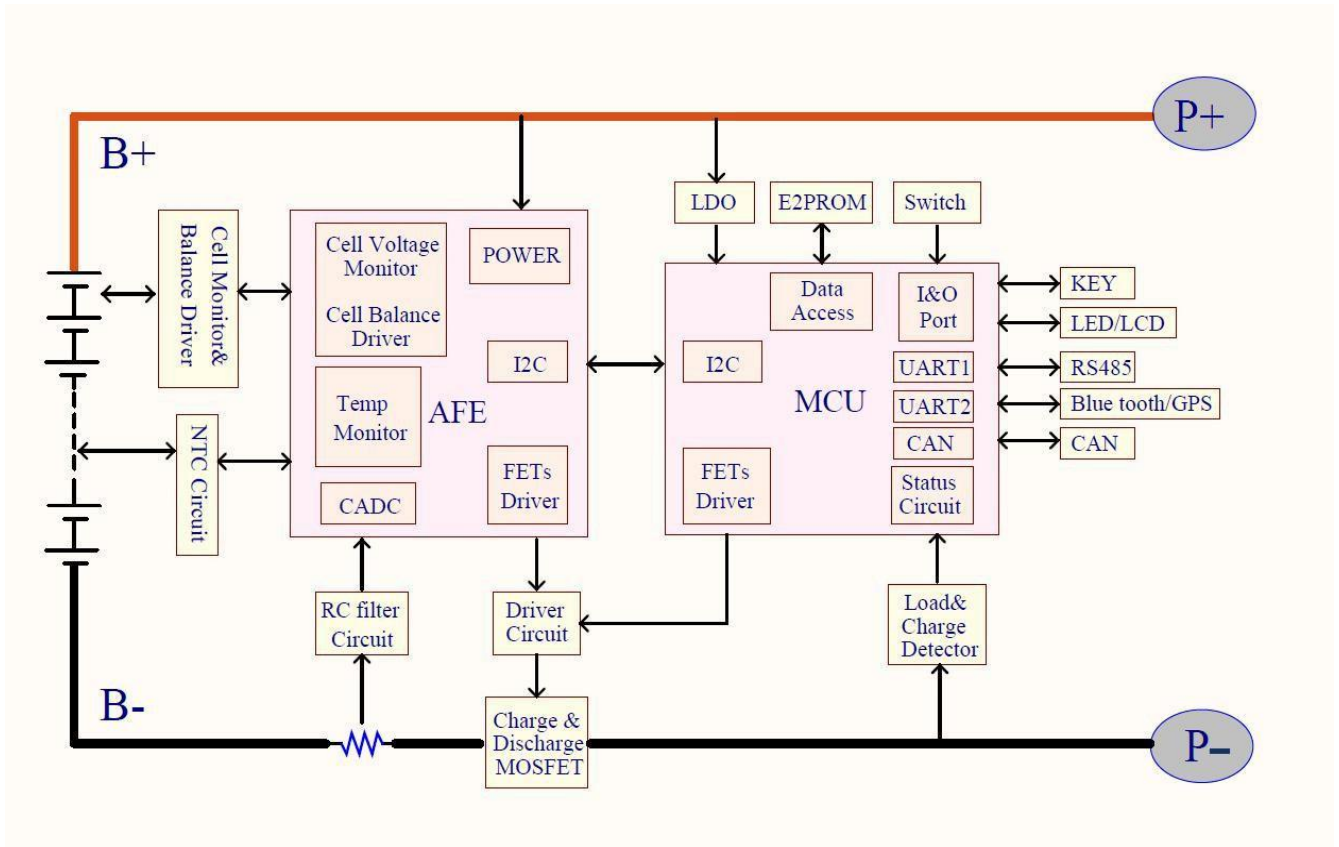 P+
B+
LDO
E2PROM
Switch
Cell Monitor&
Balance Driver
Cell Voltage
Monitor
Cell Balance
Driver
POWER
I2C
Temp
Monitor
AFE
FETs
Driver
CADC
NTC Circuit
Data
Access
I&O
Port
I2C
MCU
UART1
UART2
CAN
FETs
Driver
Status
Circuit
KEY
LED/LCD
RS485
Blue tooth/GPS
CAN
RC filter
Circuit
Driver
Circuit
Load&
Charge
Detector
B-
Charge &
Discharge
MOSFET
P-